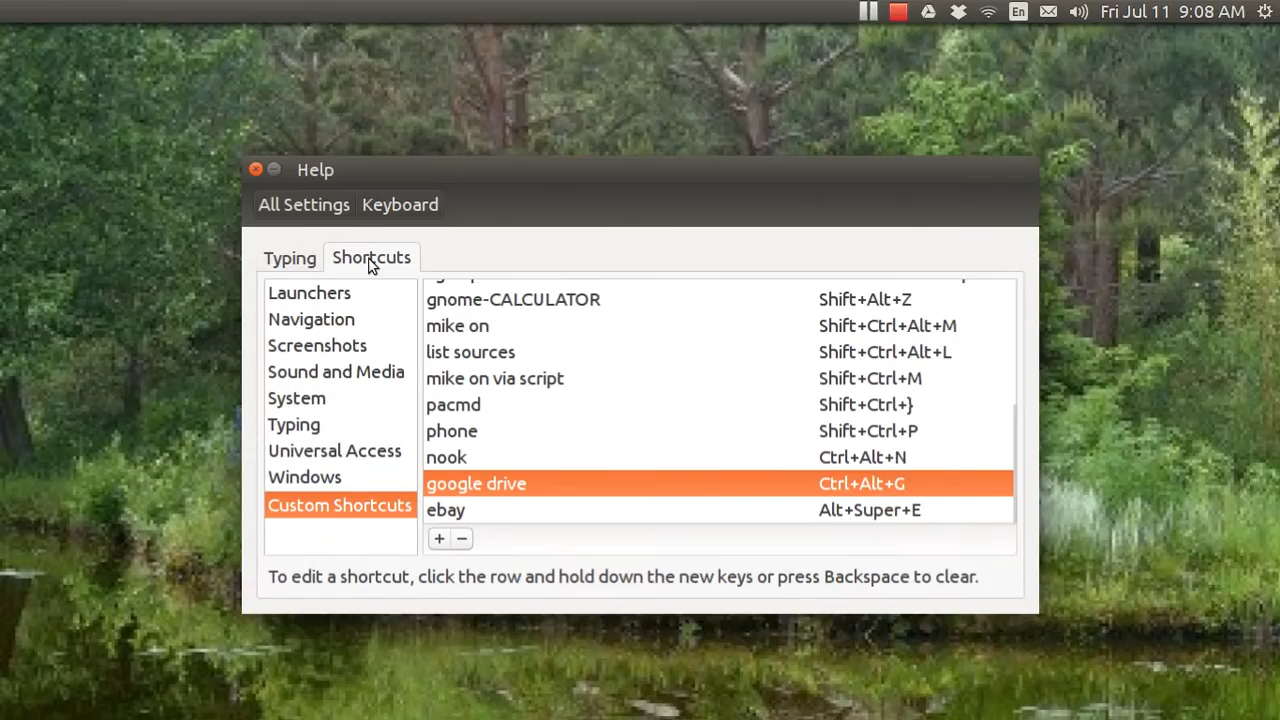 En Fri Jul 11 9:08 AM
Help
All Settings Keyboard
Typing Shortcuts
Launchers
Navigation
Screenshots
Sound and Media
System
Typing
Universal Access
Windows
Custom Shortcuts
gnome-CALCULATOR Shift+Alt+Z
mike on Shift+Ctrl+Alt+M
list sources Shift+Ctrl+Alt+L
mike on via script Shift+Ctrl+M
pacmd Shift+Ctrl+}
phone Shift+Ctrl+P
nook Ctrl+Alt+N
google drive Ctrl+Alt+G
ebay Alt+Super+E
+ −
To edit a shortcut, click the row and hold down the new keys or press Backspace to clear.